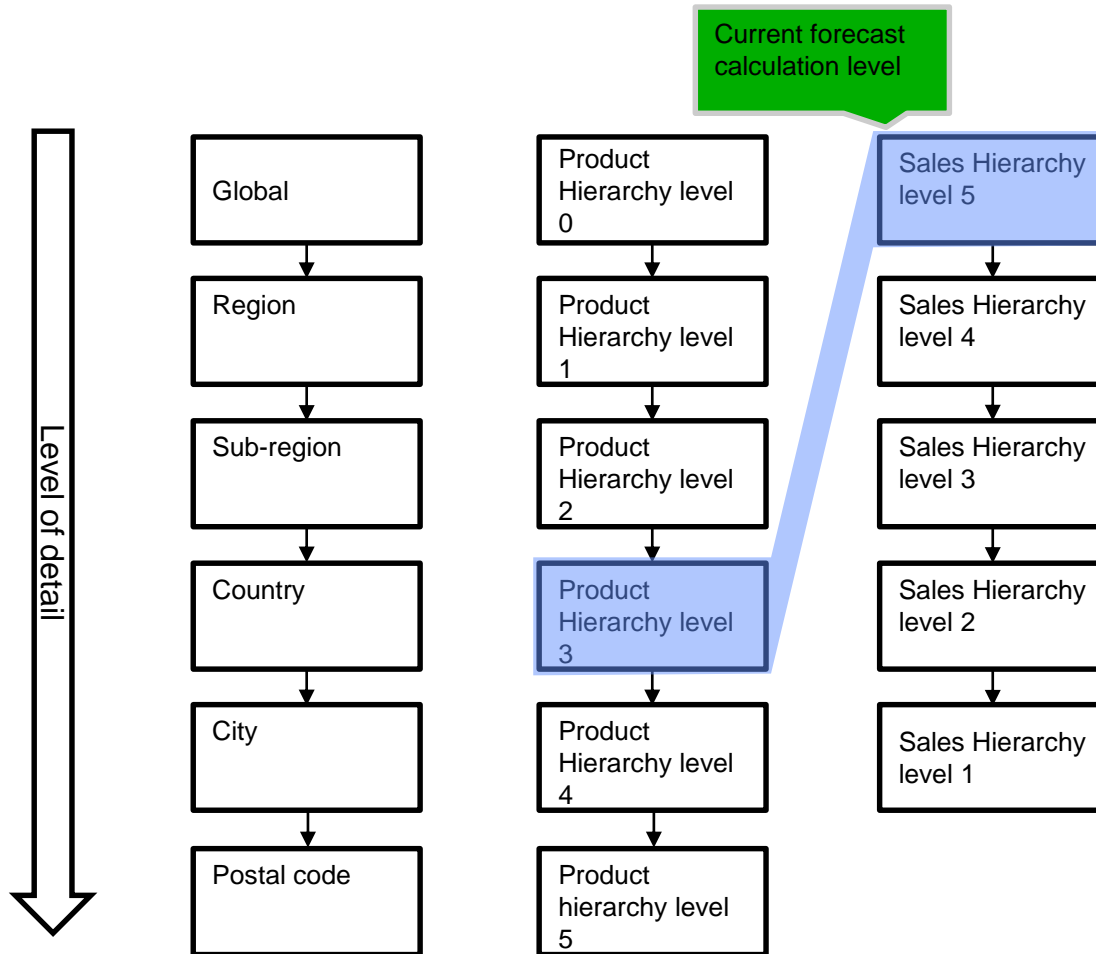 Current forecast
calculation level
Level of detail
Global
Region
Sub-region
Country
City
Postal code
Product
Hierarchy level
0
Product
Hierarchy level
1
Product
Hierarchy level
2
Product
Hierarchy level
3
Product
Hierarchy level
4
Product
hierarchy level
5
Sales Hierarchy
level 5
Sales Hierarchy
level 4
Sales Hierarchy
level 3
Sales Hierarchy
level 2
Sales Hierarchy
level 1